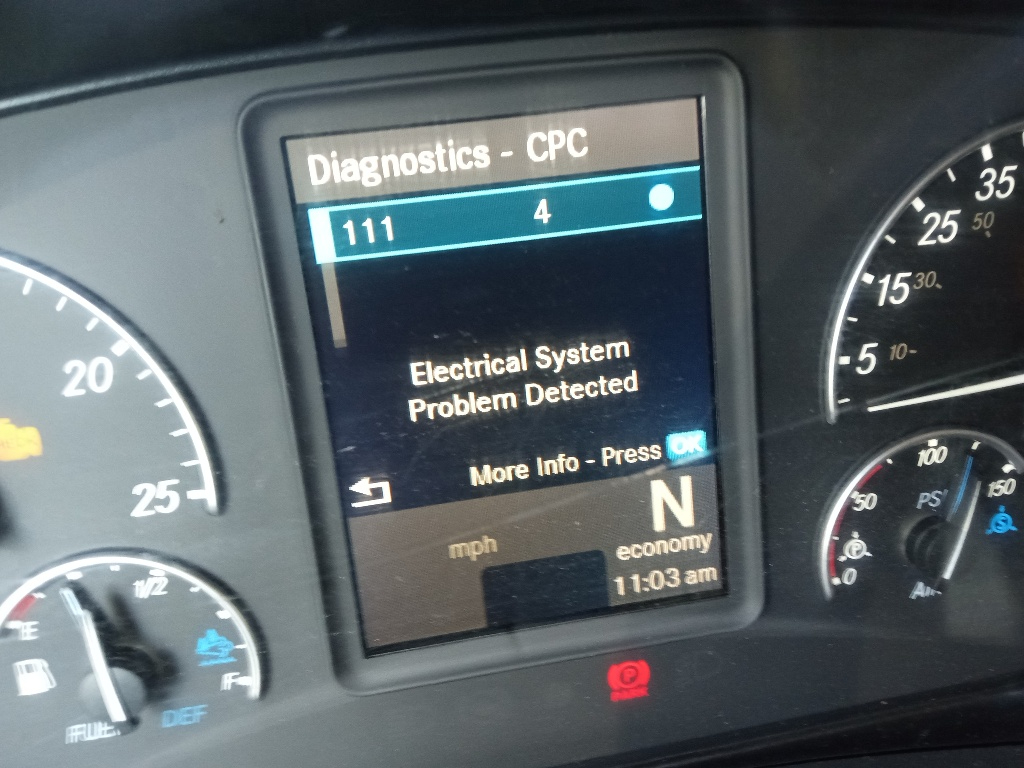 Diagnostics - CPC
111 4
Electrical System
Problem Detected
More Info - Press OK
N
mph
economy
11:03 am
20
25
E
1/2
F
FUEL
DEF
5
15
25
35
10
30
50
0
50
100
150
PSI
Air
P
P
PARK